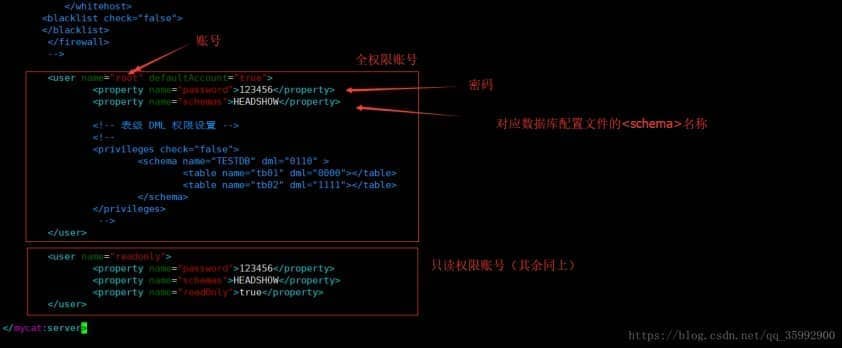 </whitehost>
<blacklist check="false">
</blacklist>
</firewall>
-->
账号
全权限账号
<user name="root" defaultAccount="true">
<property name="password">123456</property>
密码
<property name="schemas">HEADSHOW</property>
对应数据库配置文件的<schema>名称
<!-- 表级 DML 权限设置 -->
<!--
<privileges check="false">
<schema name="TESTDB" dml="0110" >
<table name="tb01" dml="0000"></table>
<table name="tb02" dml="1111"></table>
</schema>
</privileges>
-->
</user>
<user name="readonly">
只读权限账号（其余同上）
<property name="password">123456</property>
<property name="schemas">HEADSHOW</property>
<property name="readOnly">true</property>
</user>
</mycat:server>
https://blog.csdn.net/qq_35992900